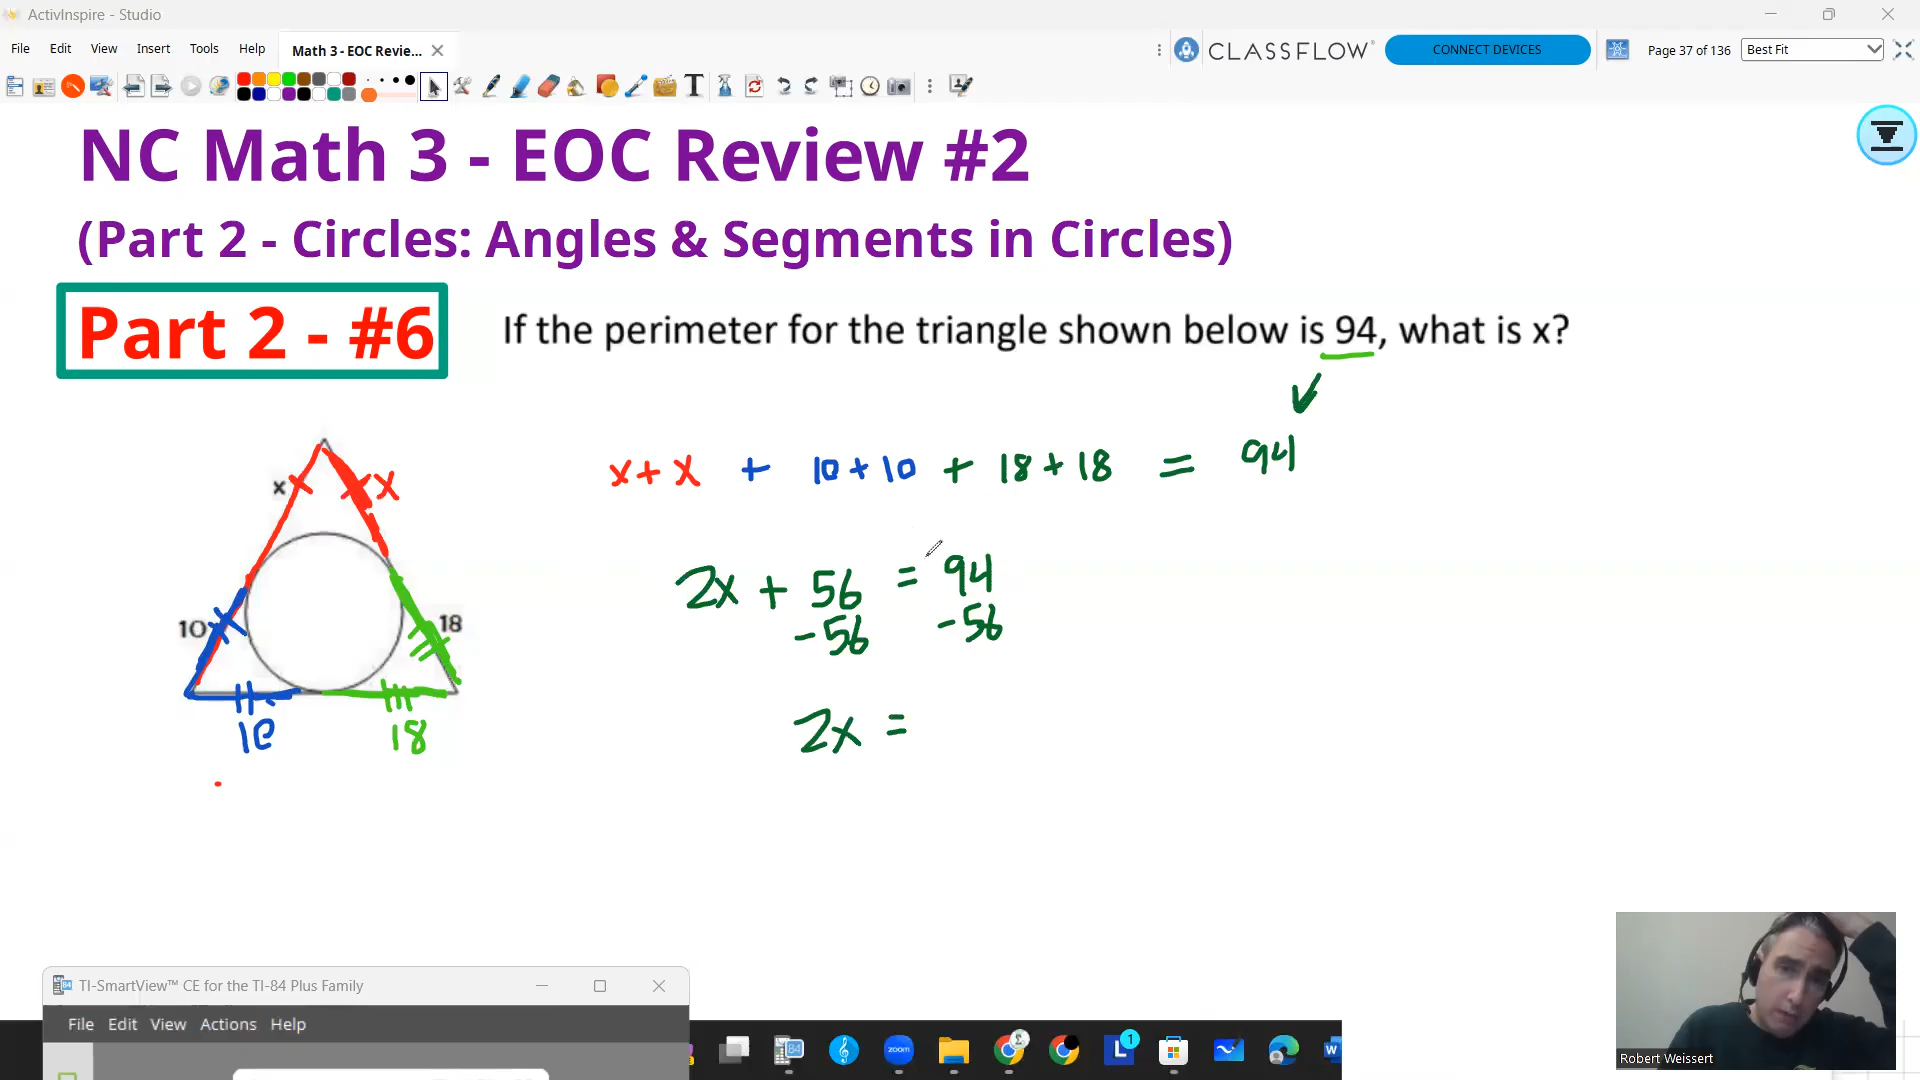 ActivInspire - Studio
File Edit View Insert Tools Help
Math 3 - EOC Revie...
CLASSFLOW
CONNECT DEVICES
Page 37 of 136
Best Fit
NC Math 3 - EOC Review #2
(Part 2 - Circles: Angles & Segments in Circles)
Part 2 - #6
If the perimeter for the triangle shown below is 94, what is x?
x + x + 10 + 10 + 18 + 18 = 94
x x
2x + 56 = 94
-56 -56
10 18
2x =
10 18
TI-SmartView™ CE for the TI-84 Plus Family
File Edit View Actions Help
84
zoom
L
1
W
Robert Weissert